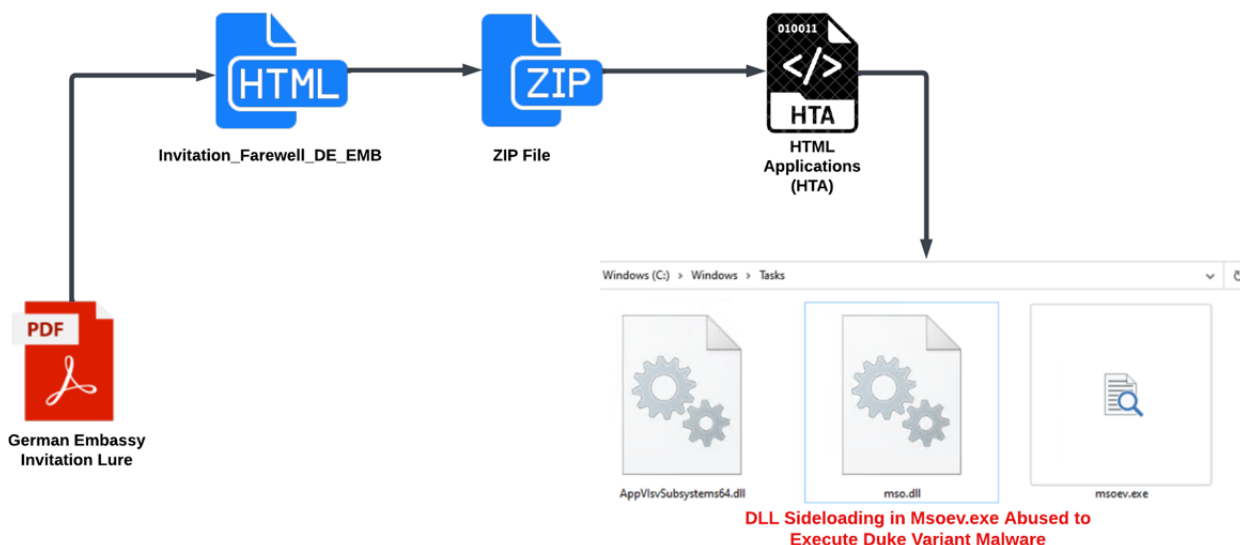 010011
</>
HTML
ZIP
HTA
Invitation_Farewell_DE_EMB
ZIP File
HTML
Applications
(HTA)
Windows (C:) > Windows > Tasks
PDF
German Embassy
Invitation Lure
AppVIsvSubsystems64.dll
mso.dll
msoev.exe
DLL Sideloading in Msoev.exe Abused to
Execute Duke Variant Malware